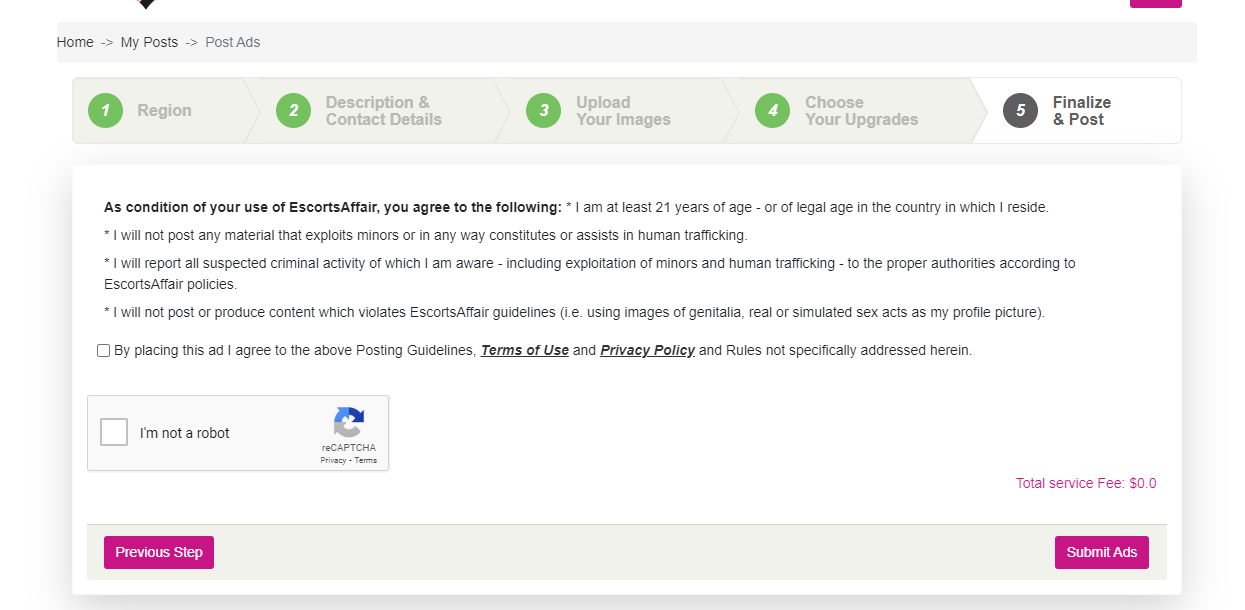 Home -> My Posts -> Post Ads
1 Region
2 Description &
Contact Details
3 Upload
Your Images
4 Choose
Your Upgrades
5 Finalize
& Post
As condition of your use of EscortsAffair, you agree to the following: * I am at least 21 years of age - or of legal age in the country in which I reside.
* I will not post any material that exploits minors or in any way constitutes or assists in human trafficking.
* I will report all suspected criminal activity of which I am aware - including exploitation of minors and human trafficking - to the proper authorities according to
EscortsAffair policies.
* I will not post or produce content which violates EscortsAffair guidelines (i.e. using images of genitalia, real or simulated sex acts as my profile picture).
By placing this ad I agree to the above Posting Guidelines, Terms of Use and Privacy Policy and Rules not specifically addressed herein.
I'm not a robot
reCAPTCHA
Privacy - Terms
Total service Fee: $0.0
Previous Step
Submit Ads